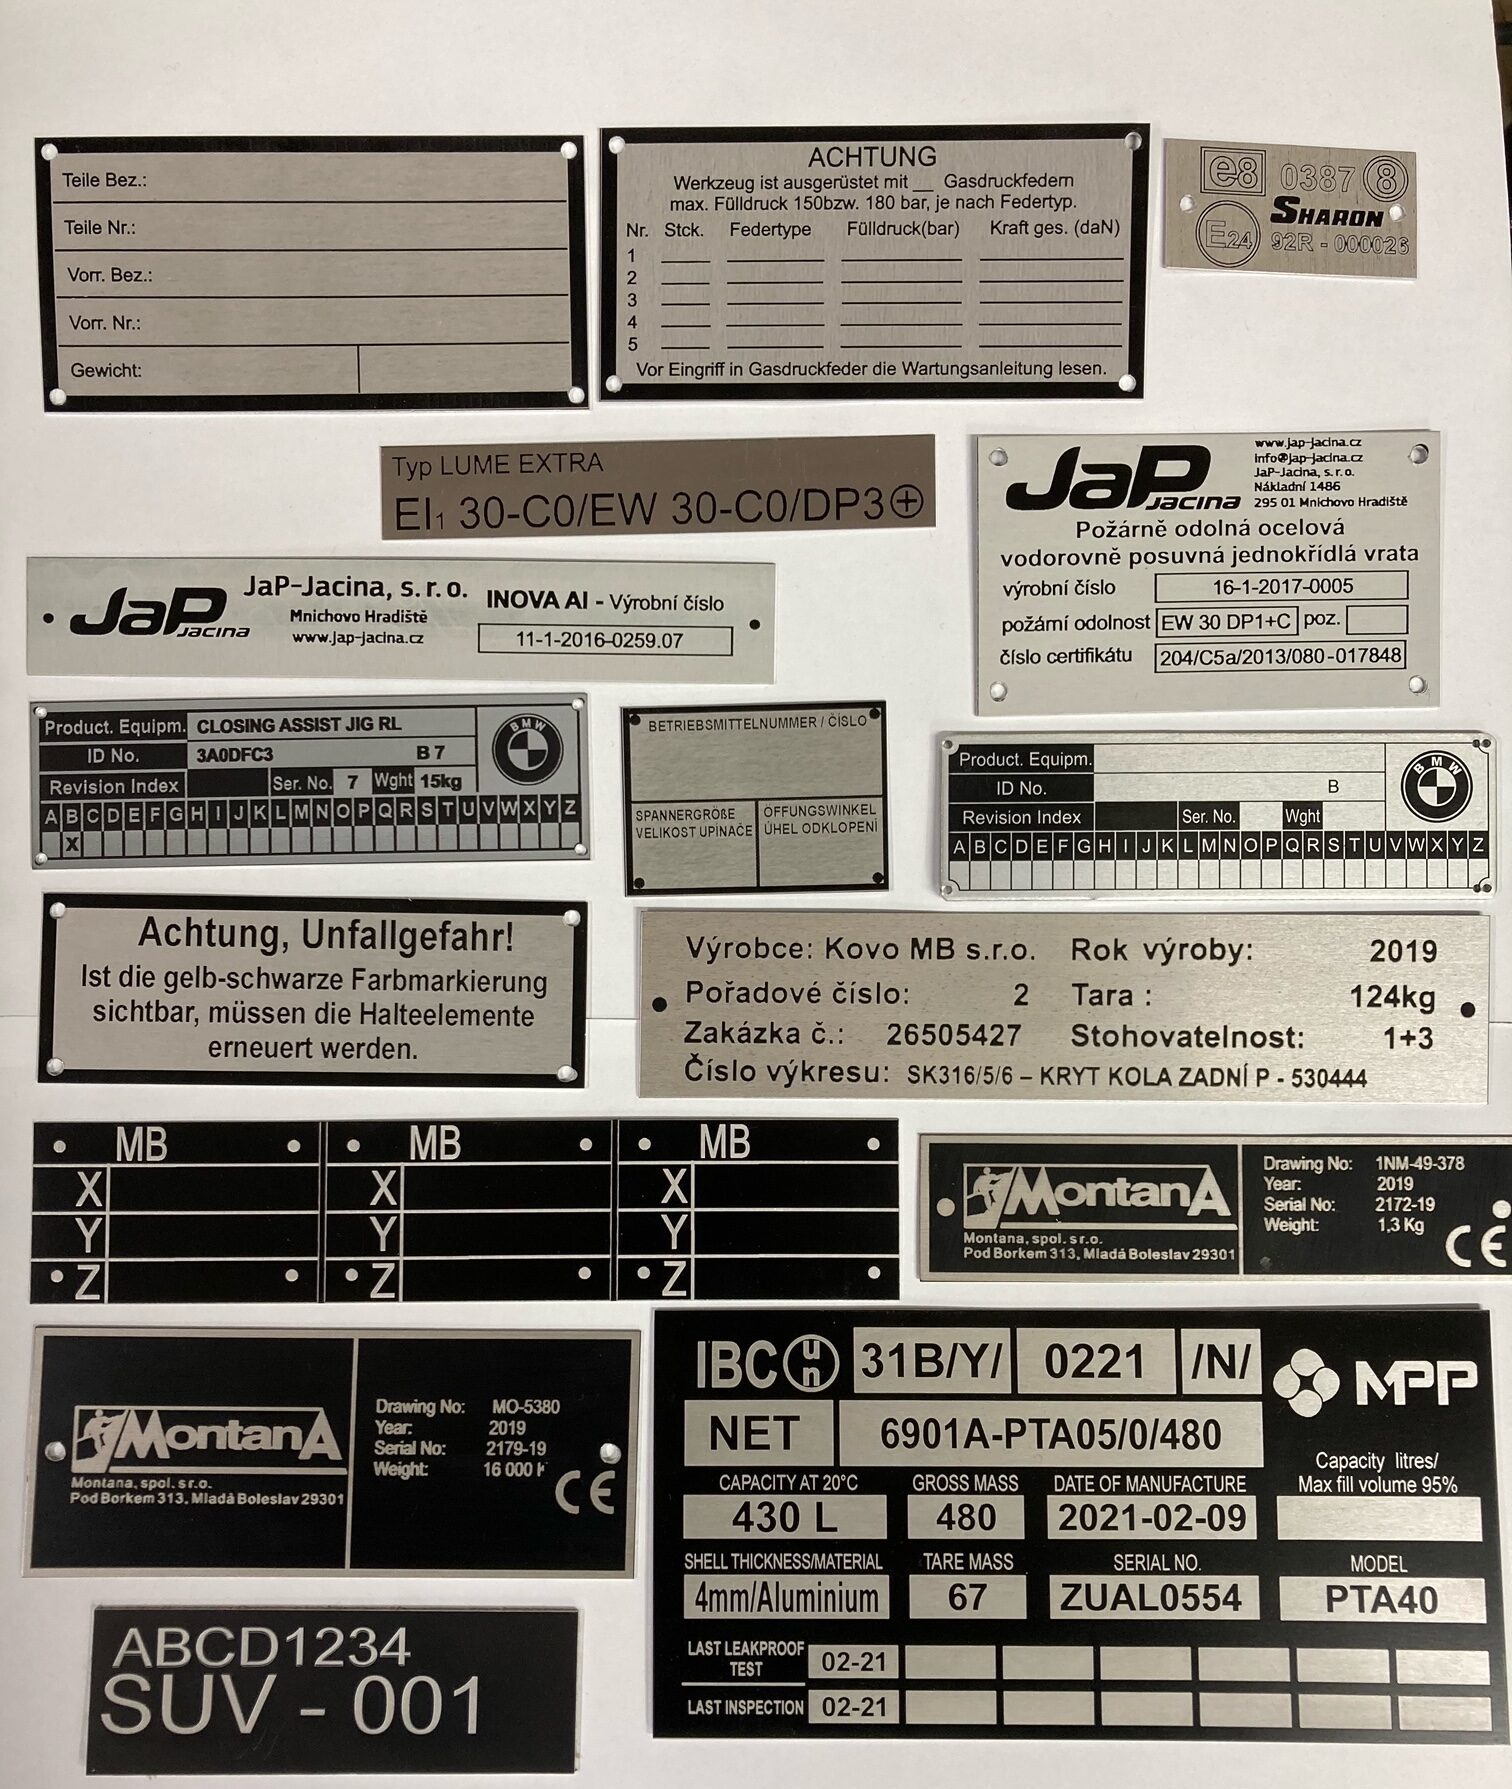 Teile Bez.:
Teile Nr.:
Vorr. Bez.:
Vorr. Nr.:
Gewicht:
ACHTUNG
Werkzeug ist ausgerüstet mit __ Gasdruckfedern
max. Fülldruck 150bzw. 180 bar, je nach Federtyp.
Nr. Stck. Federtype Fülldruck(bar) Kraft ges. (daN)
1
2
3
4
5
Vor Eingriff in Gasdruckfeder die Wartungsanleitung lesen.
e8 0387 8
SHARON
E24 92R - 000026
Typ LUME EXTRA
EI1 30-C0/EW 30-C0/DP3
JaP Jacina
www.jap-jacina.cz
info@jap-jacina.cz
JaP-Jacina, s. r. o.
Nákladní 1486
295 01 Mnichovo Hradiště
Požárně odolná ocelová
vodorovně posuvná jednokřídlá vrata
výrobní číslo 16-1-2017-0005
požární odolnost EW 30 DP1+C poz.
číslo certifikátu 204/C5a/2013/080-017848
JaP Jacina
JaP-Jacina, s. r. o.
Mnichovo Hradiště
www.jap-jacina.cz
INOVA AI - Výrobní číslo
11-1-2016-0259.07
Product. Equipm. CLOSING ASSIST JIG RL
ID No. 3A0DFC3 B 7
Revision Index Ser. No. 7 Wght 15kg
BMW
A B C D E F G H I J K L M N O P Q R S T U V W X Y Z
X
BETRIEBSMITTELNUMMER / ČÍSLO
SPANNERGRÖßE
VELIKOST UPÍNAČE
ÖFFUNGSWINKEL
ÚHEL ODKLOPENÍ
Product. Equipm.
ID No. B
Revision Index Ser. No. Wght
BMW
A B C D E F G H I J K L M N O P Q R S T U V W X Y Z
Achtung, Unfallgefahr!
Ist die gelb-schwarze Farbmarkierung
sichtbar, müssen die Halteelemente
erneuert werden.
Výrobce: Kovo MB s.r.o. Rok výroby: 2019
Pořadové číslo: 2 Tara : 124kg
Zakázka č.: 26505427 Stohovatelnost: 1+3
Číslo výkresu: SK316/5/6 – KRYT KOLA ZADNÍ P - 530444
MB MB MB
X X X
Y Y Y
Z Z Z
MontanA
Montana, spol. s r.o.
Pod Borkem 313, Mladá Boleslav 29301
Drawing No: 1NM-49-378
Year: 2019
Serial No: 2172-19
Weight: 1,3 Kg
CE
MontanA
Montana, spol. s r.o.
Pod Borkem 313, Mladá Boleslav 29301
Drawing No: MO-5380
Year: 2019
Serial No: 2179-19
Weight: 16 000
CE
IBC un 31B/Y/ 0221 /N/
MPP
NET 6901A-PTA05/0/480
Capacity litres/
Max fill volume 95%
CAPACITY AT 20°C GROSS MASS DATE OF MANUFACTURE
430 L 480 2021-02-09
SHELL THICKNESS/MATERIAL TARE MASS SERIAL NO. MODEL
4mm/Aluminium 67 ZUAL0554 PTA40
LAST LEAKPROOF
TEST 02-21
LAST INSPECTION 02-21
ABCD1234
SUV - 001